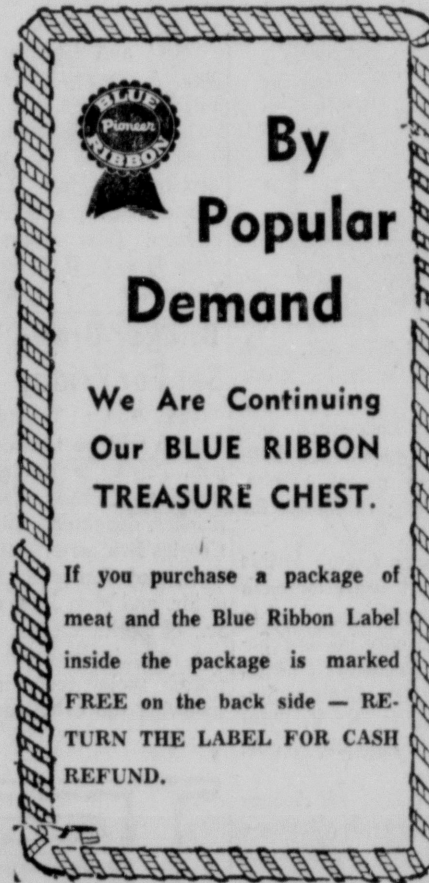 BLUE
Pioneer
RIBBON
By
Popular
Demand
We Are Continuing
Our BLUE RIBBON
TREASURE CHEST.
If you purchase a package of
meat and the Blue Ribbon Label
inside the package is marked
FREE on the back side — RE-
TURN THE LABEL FOR CASH
REFUND.